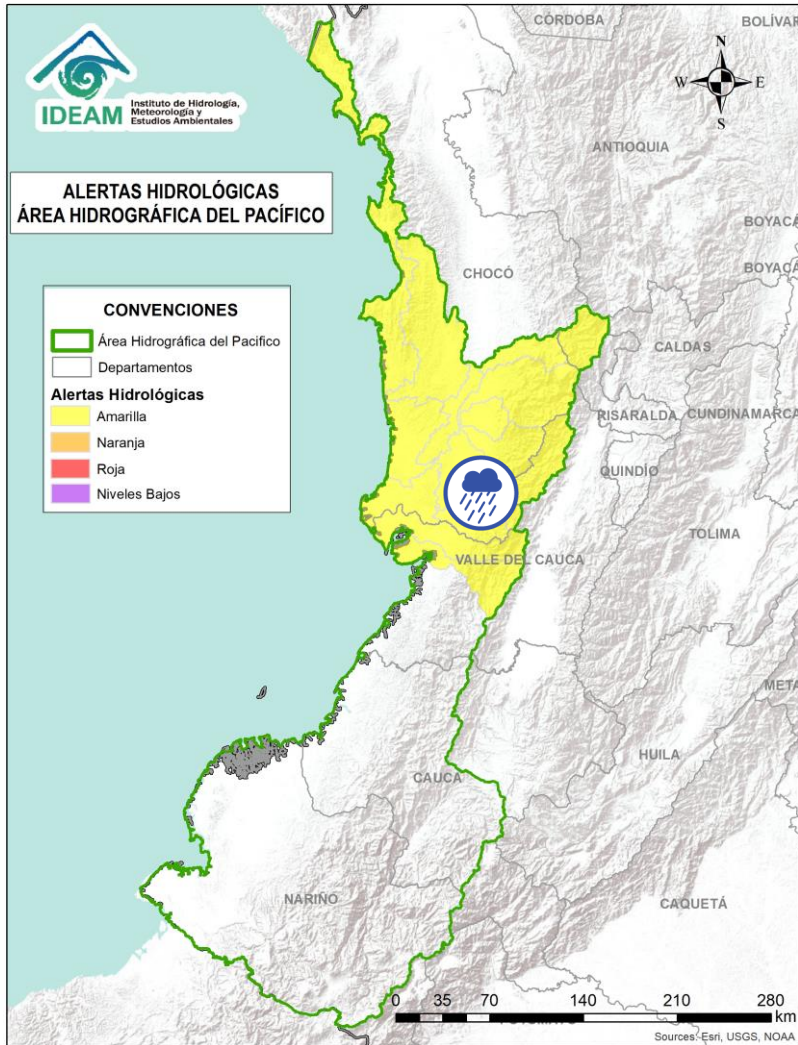 CÓRDOBA
BOLÍVAR
N
W E
S
IDEAM
Instituto de Hidrología,
Meteorología y
Estudios Ambientales
ANTIOQUIA
ALERTAS HIDROLÓGICAS
ÁREA HIDROGRÁFICA DEL PACÍFICO
BOYACÁ
BOYACÁ
CHOCÓ
CONVENCIONES
Área Hidrográfica del Pacifico
Departamentos
Alertas Hidrológicas
Amarilla
Naranja
Roja
Niveles Bajos
CALDAS
RISARALDA
CUNDINAMARCA
QUINDÍO
TOLIMA
VALLE DEL CAUCA
META
HUILA
CAUCA
NARIÑO
CAQUETÁ
0 35 70 140 210 280
km
Sources: Esri, USGS, NOAA